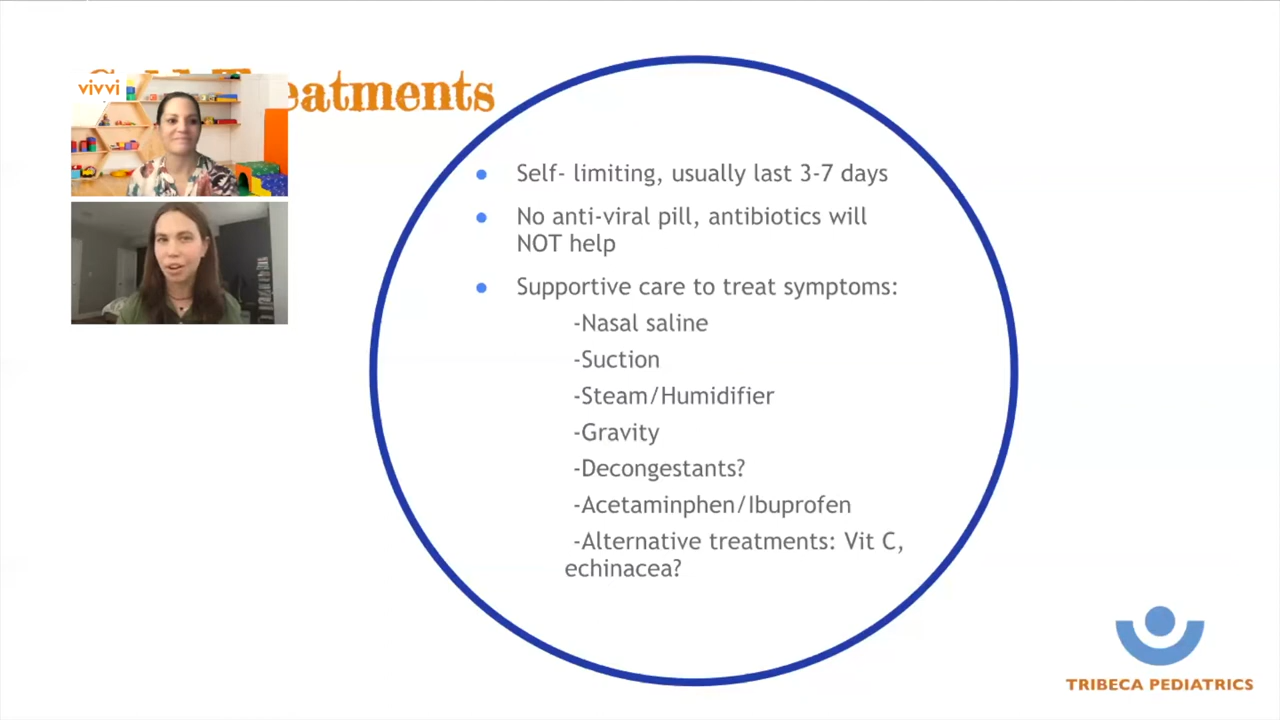 vivvi
eatments
Self- limiting, usually last 3-7 days
No anti-viral pill, antibiotics will
NOT help
Supportive care to treat symptoms:
-Nasal saline
-Suction
-Steam/Humidifier
-Gravity
-Decongestants?
-Acetaminphen/Ibuprofen
-Alternative treatments: Vit C,
echinacea?
TRIBECA PEDIATRICS